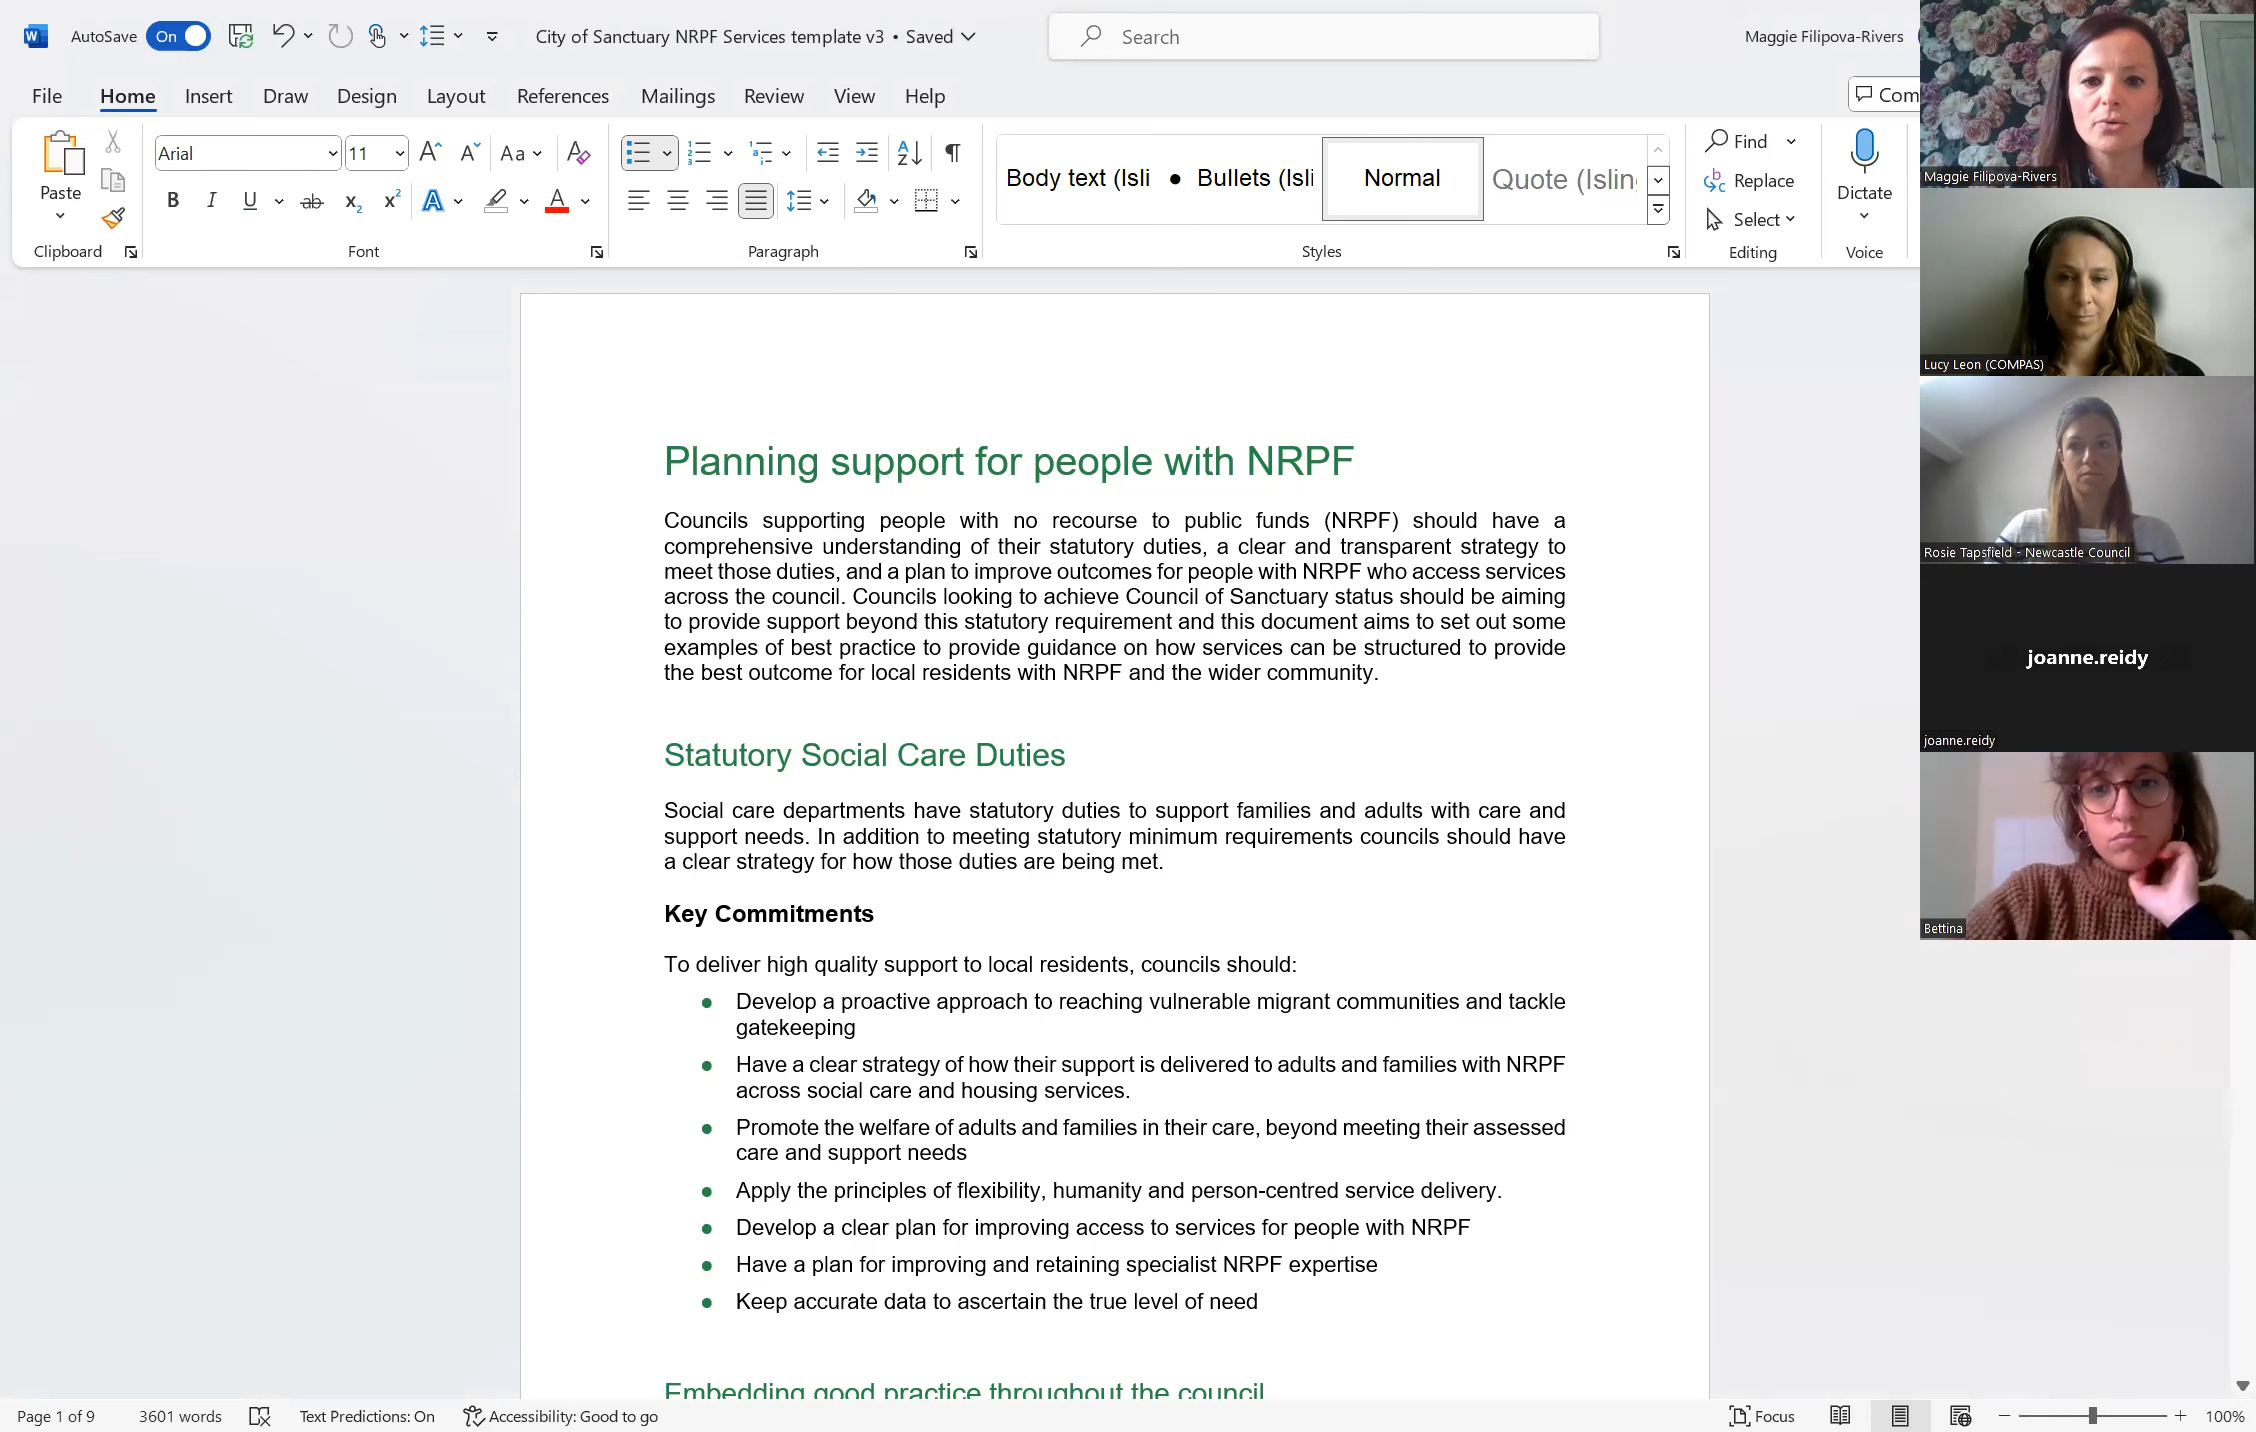 AutoSave On City of Sanctuary NRPF Services template v3 • Saved Search Maggie Filipova-Rivers
File Home Insert Draw Design Layout References Mailings Review View Help Com
Paste
Clipboard
Arial 11 Aa
B I U ab x2 x2 A A
Font
Paragraph
Body text (Isli • Bullets (Isli Normal Quote (Isling
Styles
Find
Replace
Select
Editing
Dictate
Voice
Maggie Filipova-Rivers
Lucy Leon (COMPAS)
Rosie Tapsfield - Newcastle Council
joanne.reidy
joanne.reidy
Bettina
Planning support for people with NRPF
Councils supporting people with no recourse to public funds (NRPF) should have a
comprehensive understanding of their statutory duties, a clear and transparent strategy to
meet those duties, and a plan to improve outcomes for people with NRPF who access services
across the council. Councils looking to achieve Council of Sanctuary status should be aiming
to provide support beyond this statutory requirement and this document aims to set out some
examples of best practice to provide guidance on how services can be structured to provide
the best outcome for local residents with NRPF and the wider community.
Statutory Social Care Duties
Social care departments have statutory duties to support families and adults with care and
support needs. In addition to meeting statutory minimum requirements councils should have
a clear strategy for how those duties are being met.
Key Commitments
To deliver high quality support to local residents, councils should:
• Develop a proactive approach to reaching vulnerable migrant communities and tackle
gatekeeping
• Have a clear strategy of how their support is delivered to adults and families with NRPF
across social care and housing services.
• Promote the welfare of adults and families in their care, beyond meeting their assessed
care and support needs
• Apply the principles of flexibility, humanity and person-centred service delivery.
• Develop a clear plan for improving access to services for people with NRPF
• Have a plan for improving and retaining specialist NRPF expertise
• Keep accurate data to ascertain the true level of need
Embedding good practice throughout the council
Page 1 of 9 3601 words Text Predictions: On Accessibility: Good to go Focus 100%